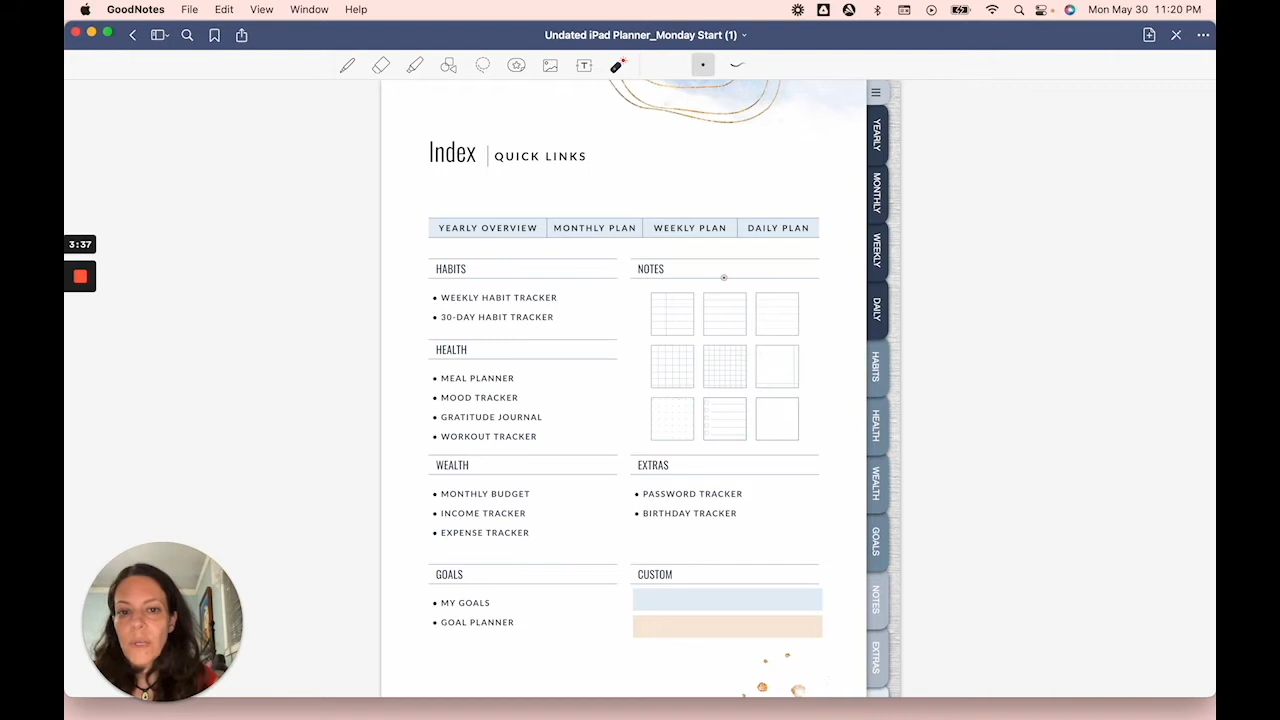 GoodNotes File Edit View Window Help Mon May 30 11:20 PM
Undated iPad Planner_Monday Start (1)
T
Index | QUICK LINKS
YEARLY OVERVIEW MONTHLY PLAN WEEKLY PLAN DAILY PLAN
HABITS
• WEEKLY HABIT TRACKER
• 30-DAY HABIT TRACKER
HEALTH
• MEAL PLANNER
• MOOD TRACKER
• GRATITUDE JOURNAL
• WORKOUT TRACKER
WEALTH
• MONTHLY BUDGET
• INCOME TRACKER
• EXPENSE TRACKER
GOALS
• MY GOALS
• GOAL PLANNER
NOTES
EXTRAS
• PASSWORD TRACKER
• BIRTHDAY TRACKER
CUSTOM
YEARLY
MONTHLY
WEEKLY
DAILY
HABITS
HEALTH
WEALTH
GOALS
NOTES
EXTRAS
3:37